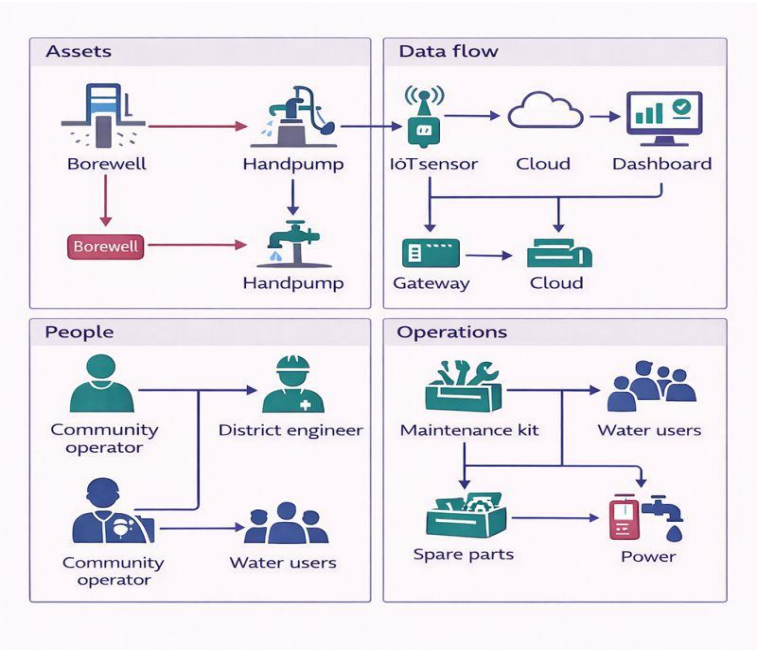 Assets
Data flow
Borewell
Handpump
IoTsensor
Cloud
Dashboard
Borewell
Handpump
Gateway
Cloud
People
Operations
Community
operator
District engineer
Maintenance kit
Water users
Community
operator
Water users
Spare parts
Power